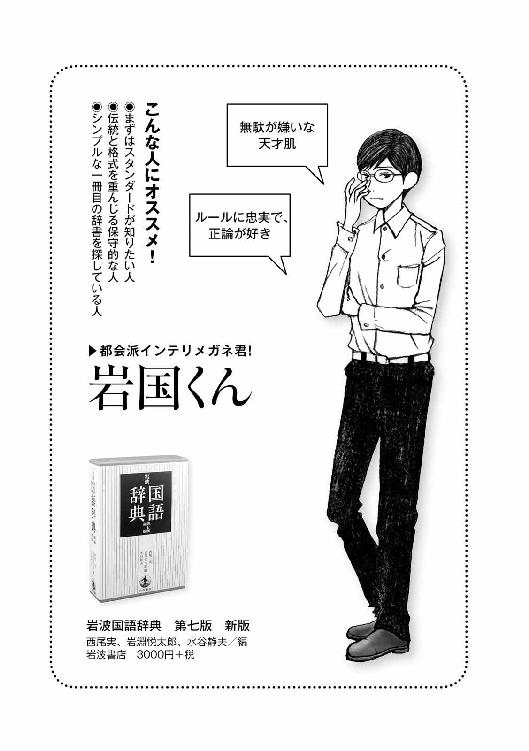 無駄が嫌いな
天才肌
ルールに忠実で、
正論が好き
こんな人にオススメ！
◉まずはスタンダードが知りたい人
◉伝統と格式を重んじる保守的な人
◉シンプルな一冊目の辞書を探している人
▶都会派インテリメガネ君!
岩国くん
岩波
国語
辞典
岩波国語辞典　第七版　新版
西尾実、岩淵悦太郎、水谷静夫／編
岩波書店　3000円＋税